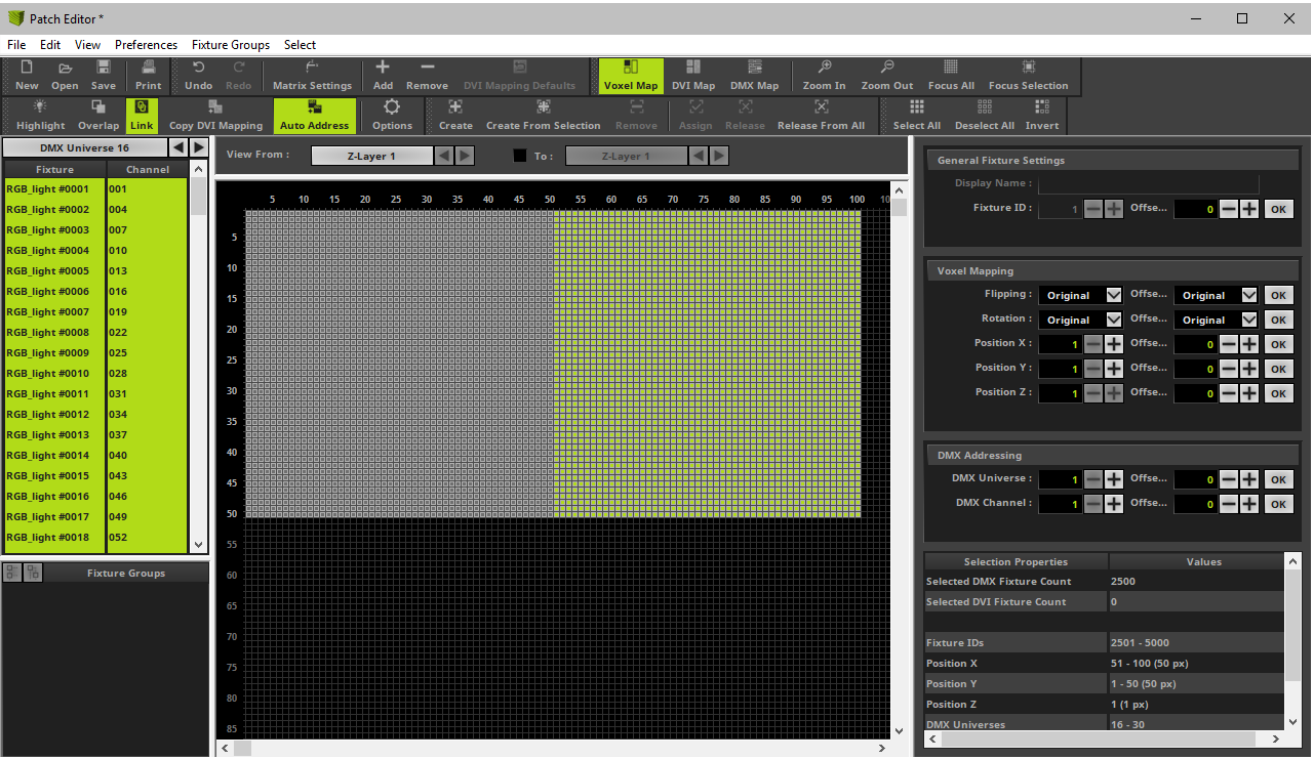 Patch Editor *
File Edit View Preferences Fixture Groups Select
New Open Save Print Undo Redo Matrix Settings Add Remove DVI Mapping Defaults Voxel Map DVI Map DMX Map Zoom In Zoom Out Focus All Focus Selection
Highlight Overlap Link Copy DVI Mapping Auto Address Options Create Create From Selection Remove Assign Release Release From All Select All Deselect All Invert
DMX Universe 16
Fixture Channel
RGB_light #0001 001
RGB_light #0002 004
RGB_light #0003 007
RGB_light #0004 010
RGB_light #0005 013
RGB_light #0006 016
RGB_light #0007 019
RGB_light #0008 022
RGB_light #0009 025
RGB_light #0010 028
RGB_light #0011 031
RGB_light #0012 034
RGB_light #0013 037
RGB_light #0014 040
RGB_light #0015 043
RGB_light #0016 046
RGB_light #0017 049
RGB_light #0018 052
Fixture Groups
View From : Z-Layer 1 To : Z-Layer 1
5 10 15 20 25 30 35 40 45 50 55 60 65 70 75 80 85 90 95 100 10
5
10
15
20
25
30
35
40
45
50
55
60
65
70
75
80
85
General Fixture Settings
Display Name :
Fixture ID : 1 Offse... 0 OK
Voxel Mapping
Flipping : Original Offse... Original OK
Rotation : Original Offse... Original OK
Position X : 1 Offse... 0 OK
Position Y : 1 Offse... 0 OK
Position Z : 1 Offse... 0 OK
DMX Addressing
DMX Universe : 1 Offse... 0 OK
DMX Channel : 1 Offse... 0 OK
Selection Properties Values
Selected DMX Fixture Count 2500
Selected DVI Fixture Count 0
Fixture IDs 2501 - 5000
Position X 51 - 100 (50 px)
Position Y 1 - 50 (50 px)
Position Z 1 (1 px)
DMX Universes 16 - 30